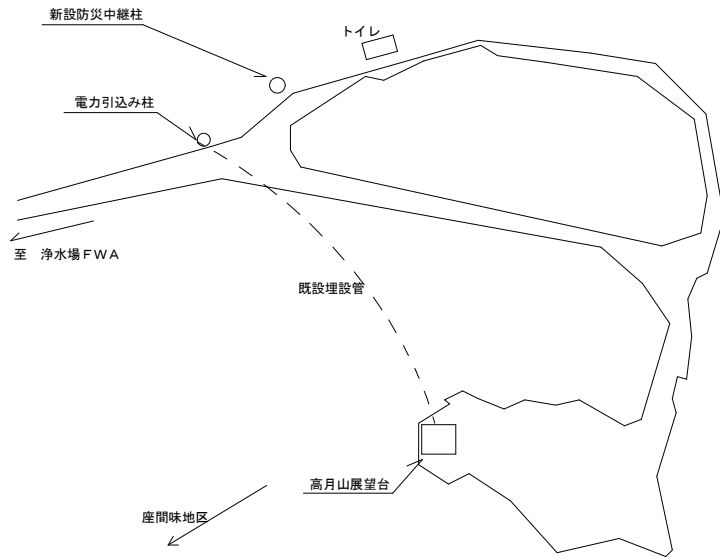 新設防災中継柱
トイレ
電力引込み柱
至　浄水場ＦＷＡ
既設埋設管
高月山展望台
座間味地区